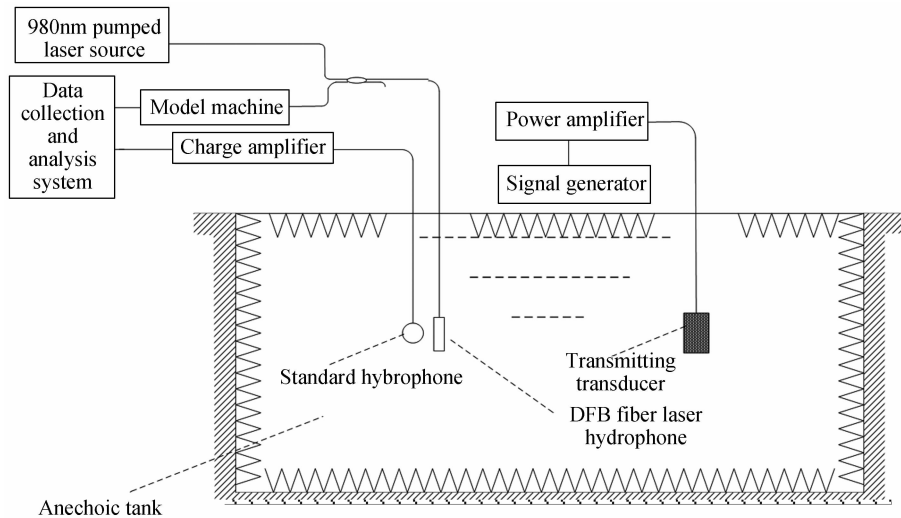 980nm pumped
laser source
Data
collection
and
analysis
system
Model machine
Charge amplifier
Power amplifier
Signal generator
Standard hybrophone
Transmitting
transducer
DFB fiber laser
hydrophone
Anechoic tank